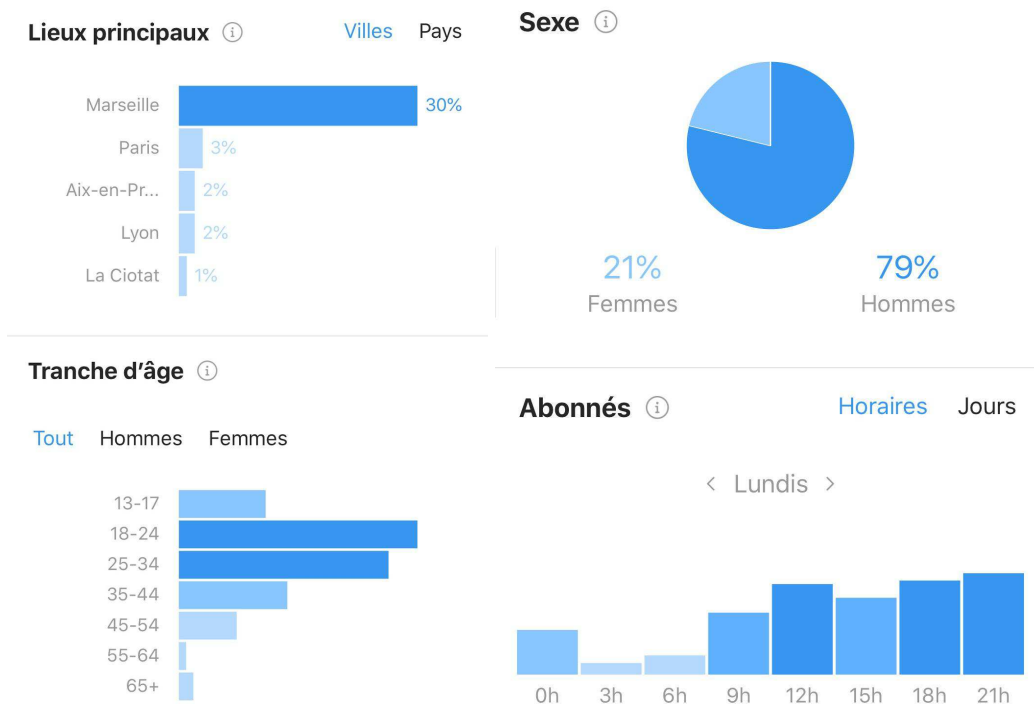 Lieux principaux
Villes Pays
Marseille 30%
Paris 3%
Aix-en-Pr... 2%
Lyon 2%
La Ciotat 1%
Tranche d'âge
Tout Hommes Femmes
13-17
18-24
25-34
35-44
45-54
55-64
65+
Sexe
21% 79%
Femmes Hommes
Abonnés
Horaires Jours
< Lundis >
0h 3h 6h 9h 12h 15h 18h 21h